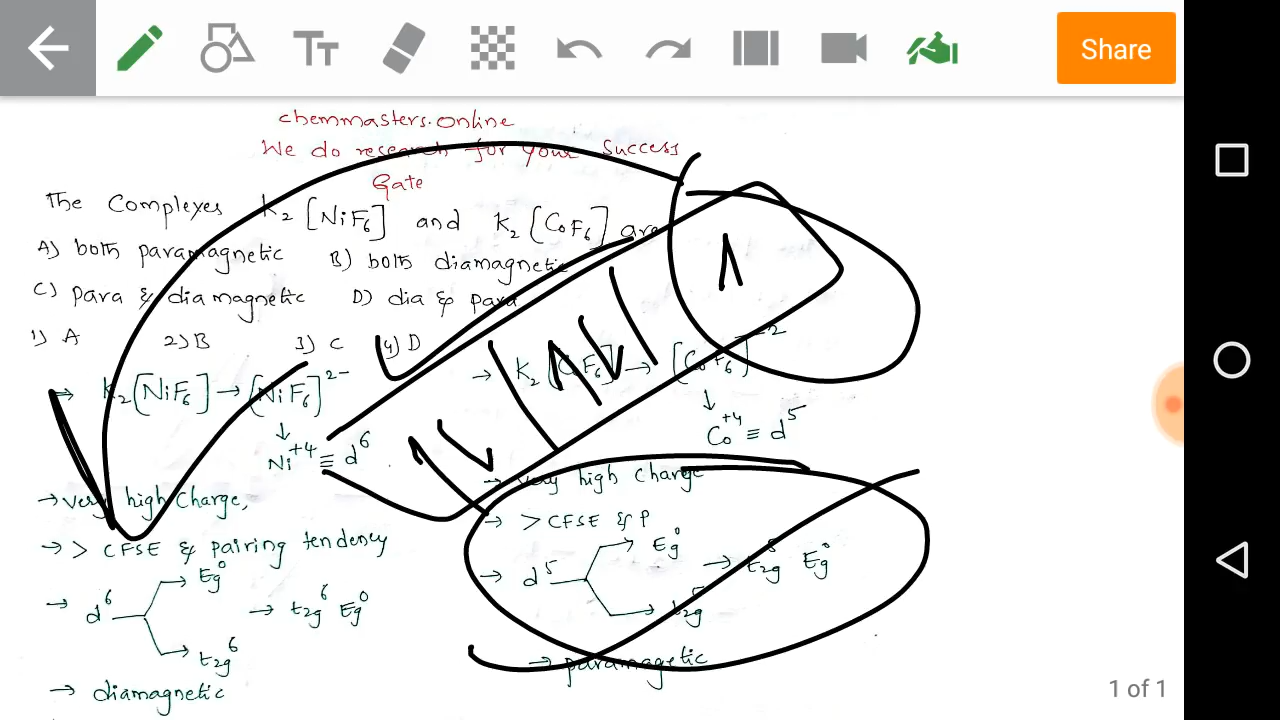 Share
chemmasters.online
We do research for your Success
Gate
The Complexes K2[NiF6] and K2[CoF6] are
A) both paramagnetic B) both diamagnetic
C) para & diamagnetic D) dia & para
1) A 2) B 3) C 4) D
→ K2[NiF6] → [NiF6]2-
→ K2[CoF6] → [CoF6]-2
↓
Ni+4 ≡ d6
↓
Co+4 ≡ d5
→ very high charge,
→ very high charge
→ > CFSE & pairing tendency
→ > CFSE & P
→ d6 → Eg0 → t2g6 → t2g6 Eg0
→ d5 → Eg0 → t2g5 → t2g5 Eg0
→ diamagnetic
→ paramagetic
1
1 of 1